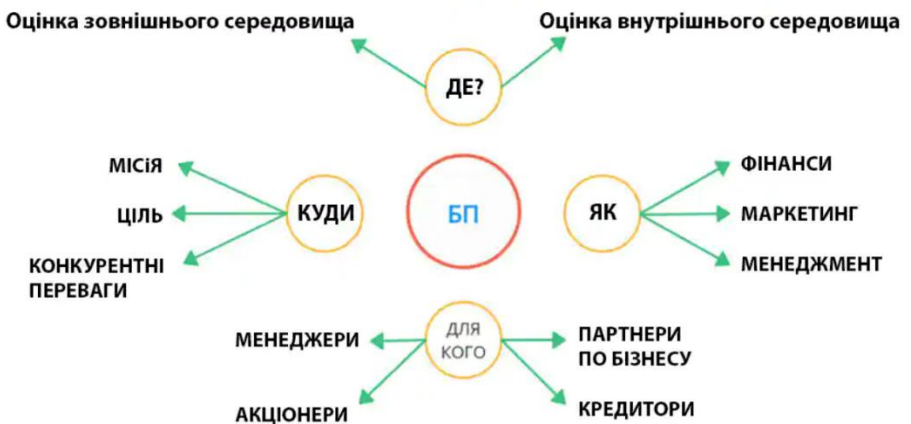 Оцінка зовнішнього середовища
Оцінка внутрішнього середовища
ДЕ?
МІСіЯ
ЦІЛЬ
КОНКУРЕНТНІ
ПЕРЕВАГИ
КУДИ
БП
ЯК
ФІНАНСИ
МАРКЕТИНГ
МЕНЕДЖМЕНТ
ДЛЯ
КОГО
МЕНЕДЖЕРИ
АКЦІОНЕРИ
ПАРТНЕРИ
ПО БІЗНЕСУ
КРЕДИТОРИ